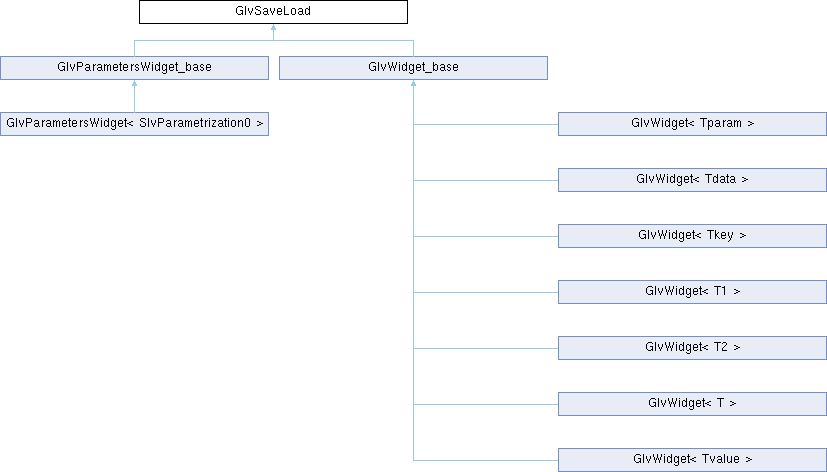 GlvSaveLoad
GlvParametersWidget_base
GlvWidget_base
GlvParametersWidget< SlvParametrization0 >
GlvWidget< Tparam >
GlvWidget< Tdata >
GlvWidget< Tkey >
GlvWidget< T1 >
GlvWidget< T2 >
GlvWidget< T >
GlvWidget< Tvalue >